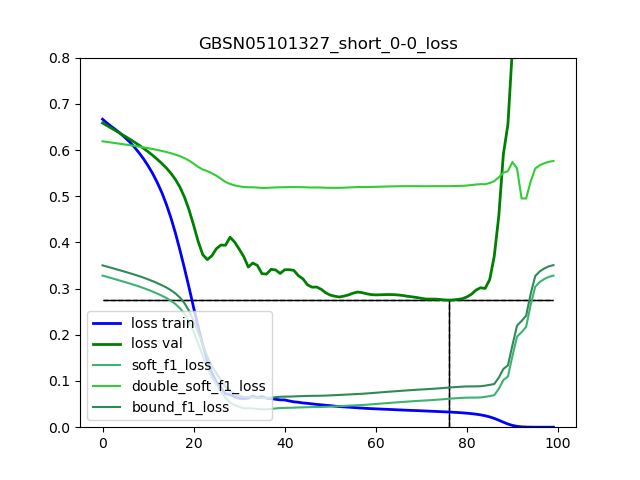 GBSN05101327_short_0-0_loss
0.8
0.7
0.6
0.5
0.4
0.3
0.2
0.1
0.0
loss train
loss val
soft_f1_loss
double_soft_f1_loss
bound_f1_loss
0 20 40 60 80 100